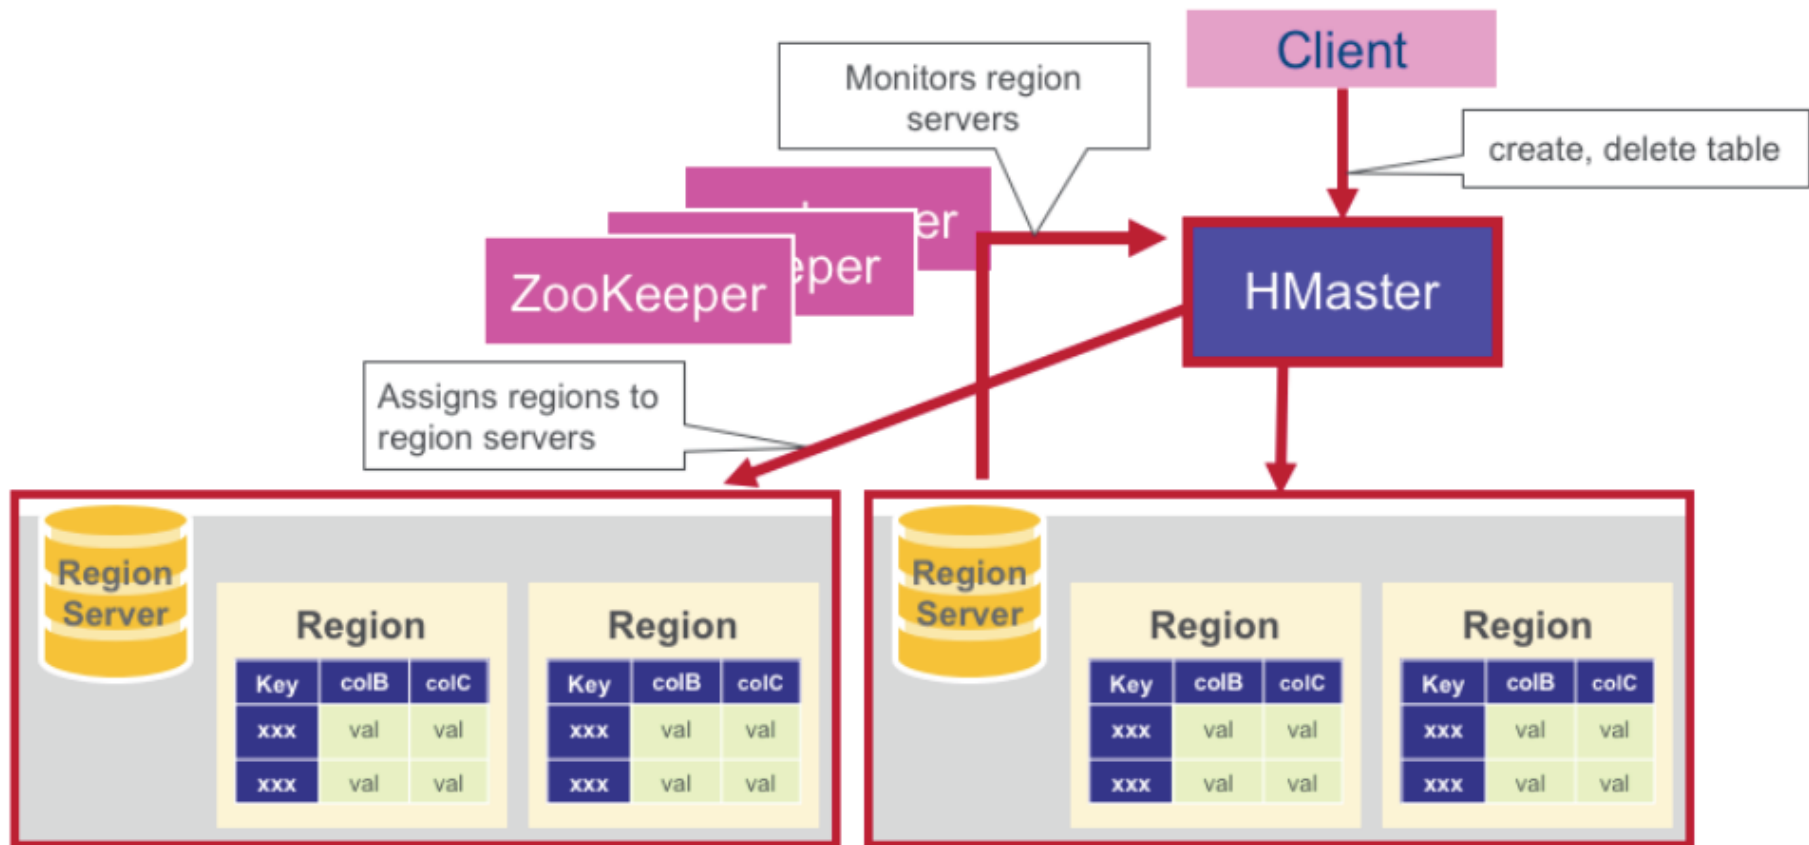 Client
Monitors region
servers
create, delete table
er
eper
ZooKeeper
HMaster
Assigns regions to
region servers
Region
Server
Region
Key colB colC
xxx val val
xxx val val
Region
Key colB colC
xxx val val
xxx val val
Region
Server
Region
Key colB colC
xxx val val
xxx val val
Region
Key colB colC
xxx val val
xxx val val